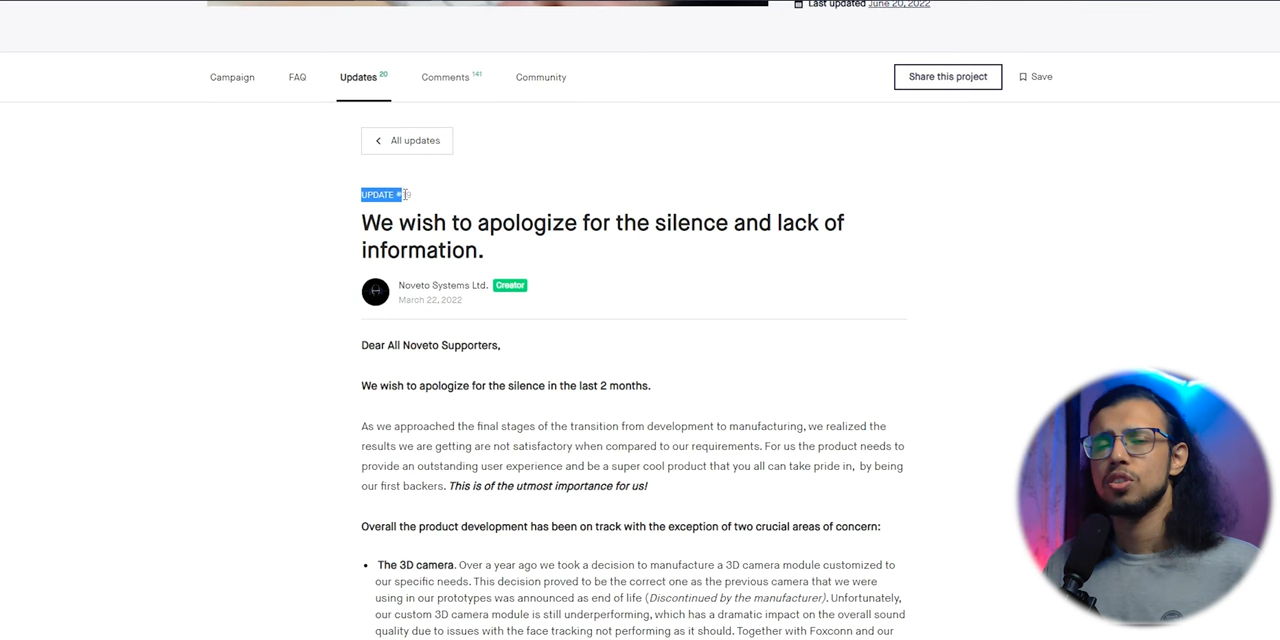 Last updated June 20, 2022
Campaign FAQ Updates 20 Comments 141 Community Share this project Save
All updates
UPDATE #19
We wish to apologize for the silence and lack of
information.
Noveto Systems Ltd. Creator
March 22, 2022
Dear All Noveto Supporters,
We wish to apologize for the silence in the last 2 months.
As we approached the final stages of the transition from development to manufacturing, we realized the
results we are getting are not satisfactory when compared to our requirements. For us the product needs to
provide an outstanding user experience and be a super cool product that you all can take pride in, by being
our first backers. This is of the utmost importance for us!
Overall the product development has been on track with the exception of two crucial areas of concern:
The 3D camera. Over a year ago we took a decision to manufacture a 3D camera module customized to
our specific needs. This decision proved to be the correct one as the previous camera that we were
using in our prototypes was announced as end of life (Discontinued by the manufacturer). Unfortunately,
our custom 3D camera module is still underperforming, which has a dramatic impact on the overall sound
quality due to issues with the face tracking not performing as it should. Together with Foxconn and our